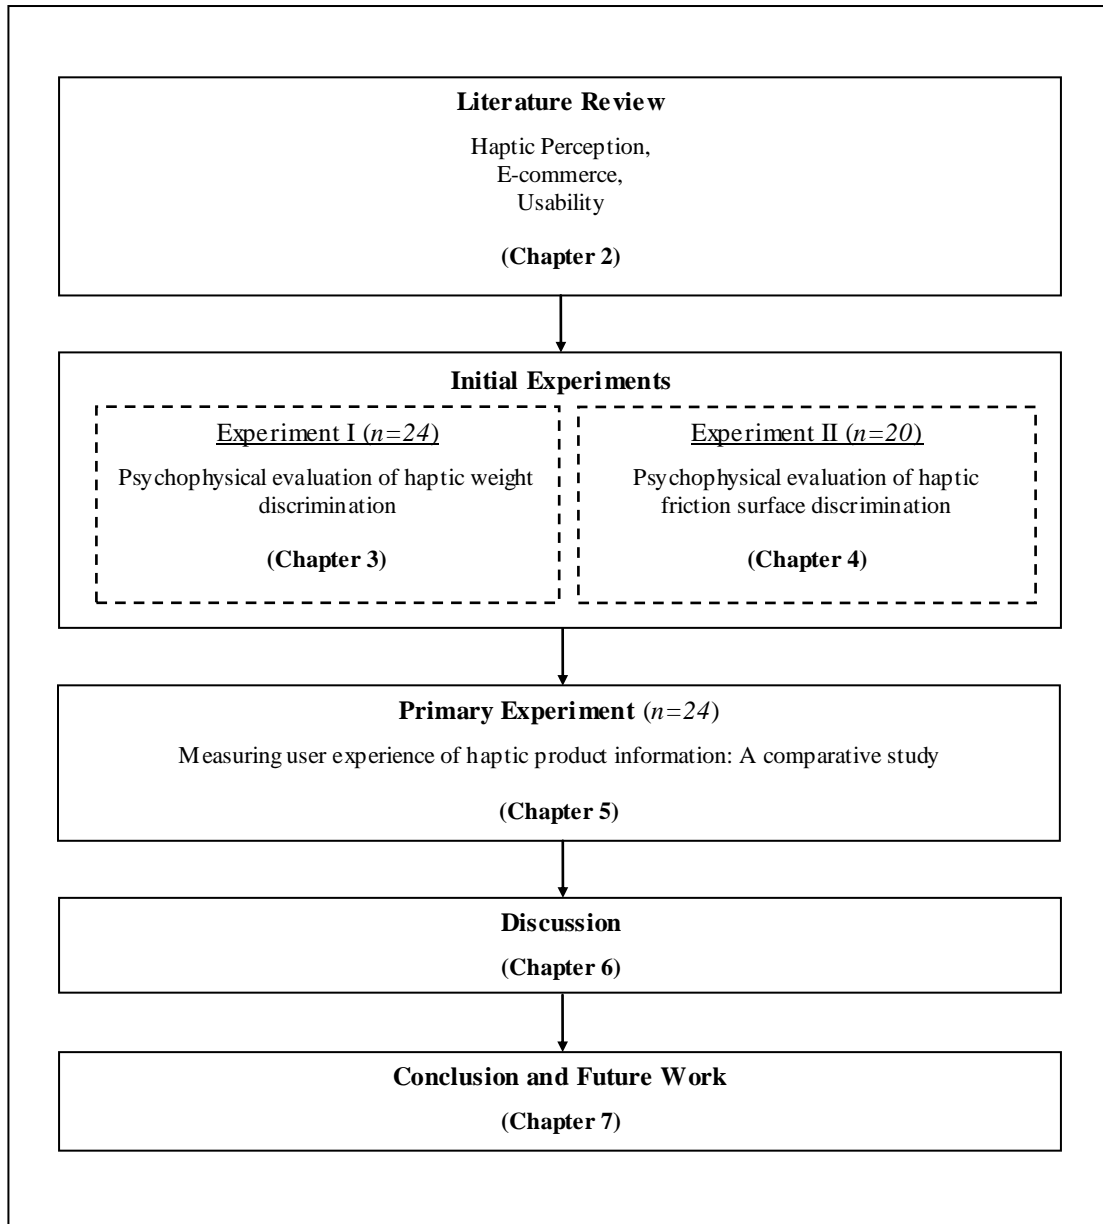 Literature Review
Haptic Perception,
E-commerce,
Usability
(Chapter 2)
Initial Experiments
Experiment I (n=24)
Psychophysical evaluation of haptic weight
discrimination
(Chapter 3)
Experiment II (n=20)
Psychophysical evaluation of haptic
friction surface discrimination
(Chapter 4)
Primary Experiment (n=24)
Measuring user experience of haptic product information: A comparative study
(Chapter 5)
Discussion
(Chapter 6)
Conclusion and Future Work
(Chapter 7)